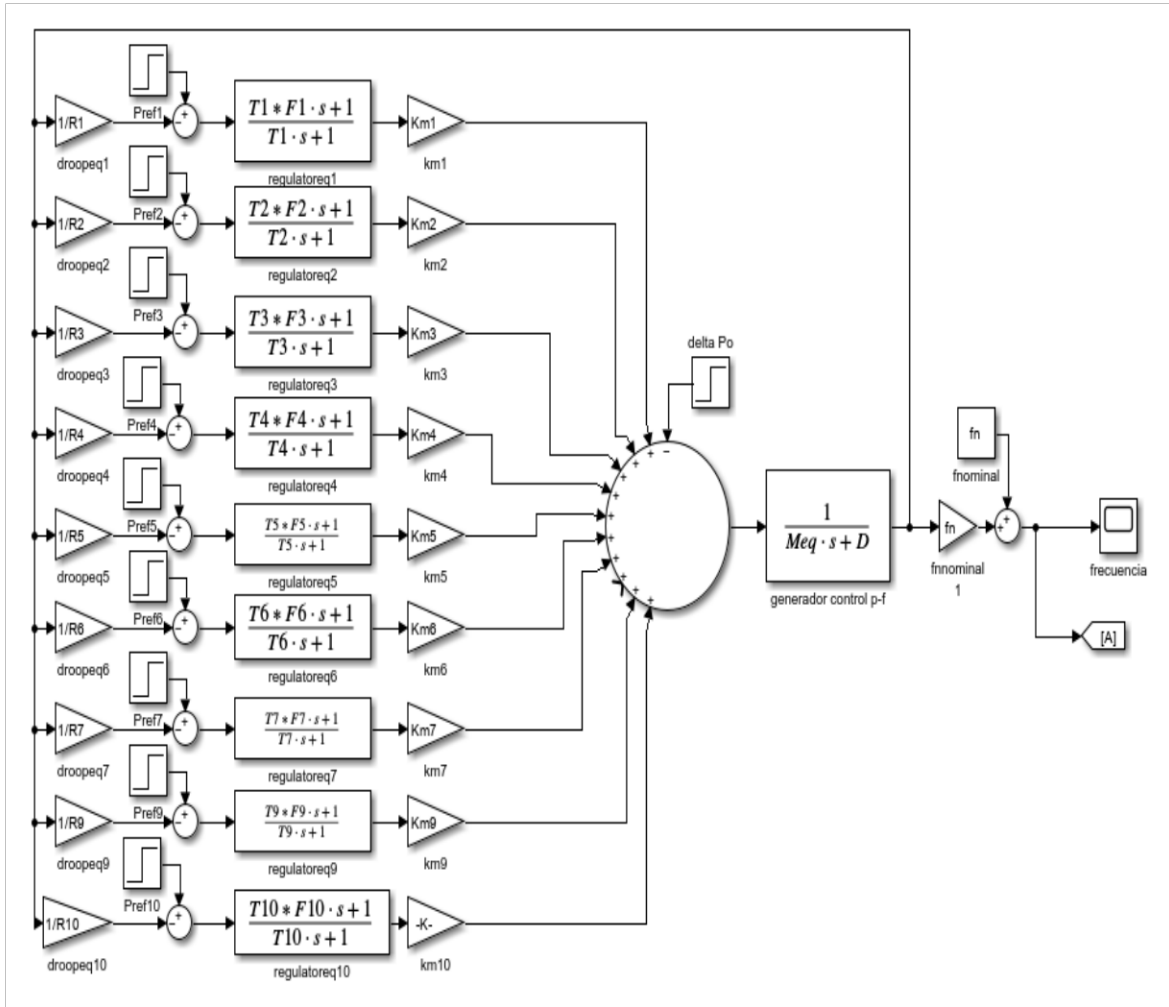 Pref1
1/R1
droopeq1
T1*F1·s+1
T1·s+1
regulatoreq1
Km1
km1
Pref2
1/R2
droopeq2
T2*F2·s+1
T2·s+1
regulatoreq2
Km2
km2
Pref3
1/R3
droopeq3
T3*F3·s+1
T3·s+1
regulatoreq3
Km3
km3
Pref4
1/R4
droopeq4
T4*F4·s+1
T4·s+1
regulatoreq4
Km4
km4
Pref5
1/R5
droopeq5
T5*F5·s+1
T5·s+1
regulatoreq5
Km5
km5
Pref6
1/R6
droopeq6
T6*F6·s+1
T6·s+1
regulatoreq6
Km6
km6
Pref7
1/R7
droopeq7
T7*F7·s+1
T7·s+1
regulatoreq7
Km7
km7
Pref9
1/R9
droopeq9
T9*F9·s+1
T9·s+1
regulatoreq9
Km9
km9
Pref10
1/R10
droopeq10
T10*F10·s+1
T10·s+1
regulatoreq10
-K-
km10
delta Po
1
Meq·s+D
generador control p-f
fn
fnominal
fn
fnnominal
1
frecuencia
[A]